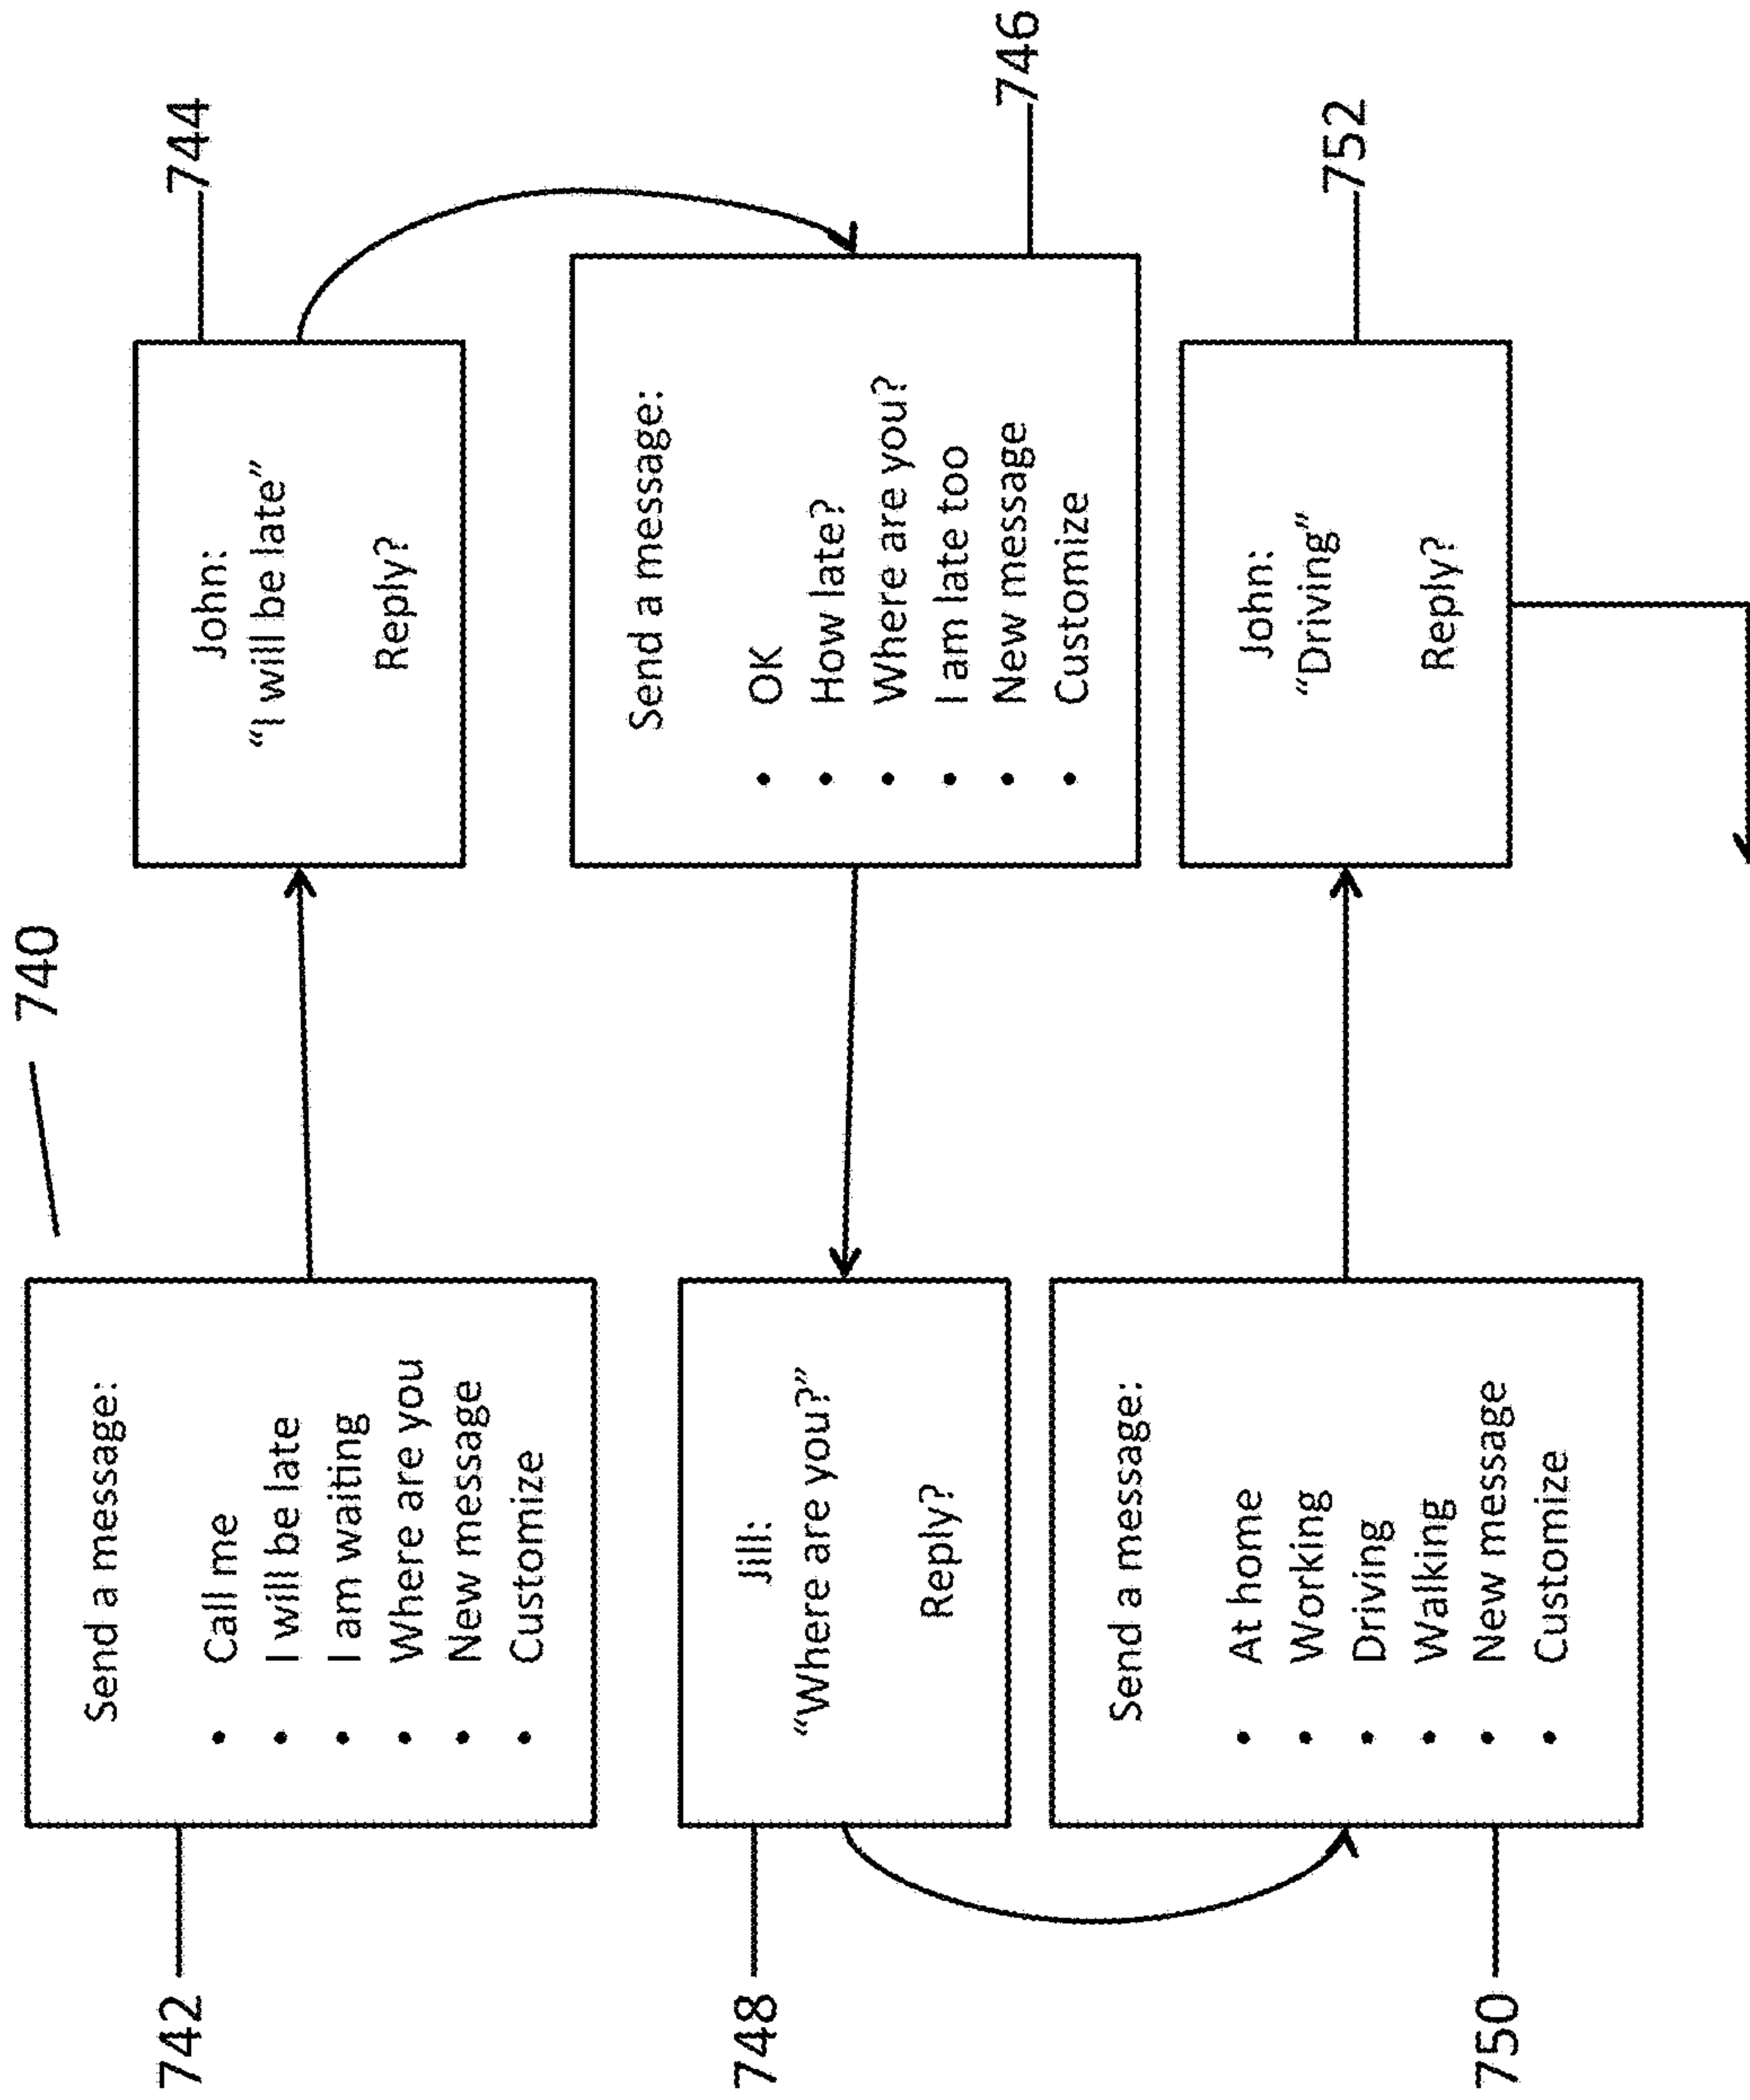 740
742
Send a message:
• Call me
• I will be late
• I am waiting
• Where are you
• New message
• Customize
744
John:
“I will be late”
Reply?
746
Send a message:
• OK
• How late?
• Where are you?
• I am late too
• New message
• Customize
748
Jill:
“Where are you?”
Reply?
750
Send a message:
• At home
• Working
• Driving
• Walking
• New message
• Customize
752
John:
“Driving”
Reply?